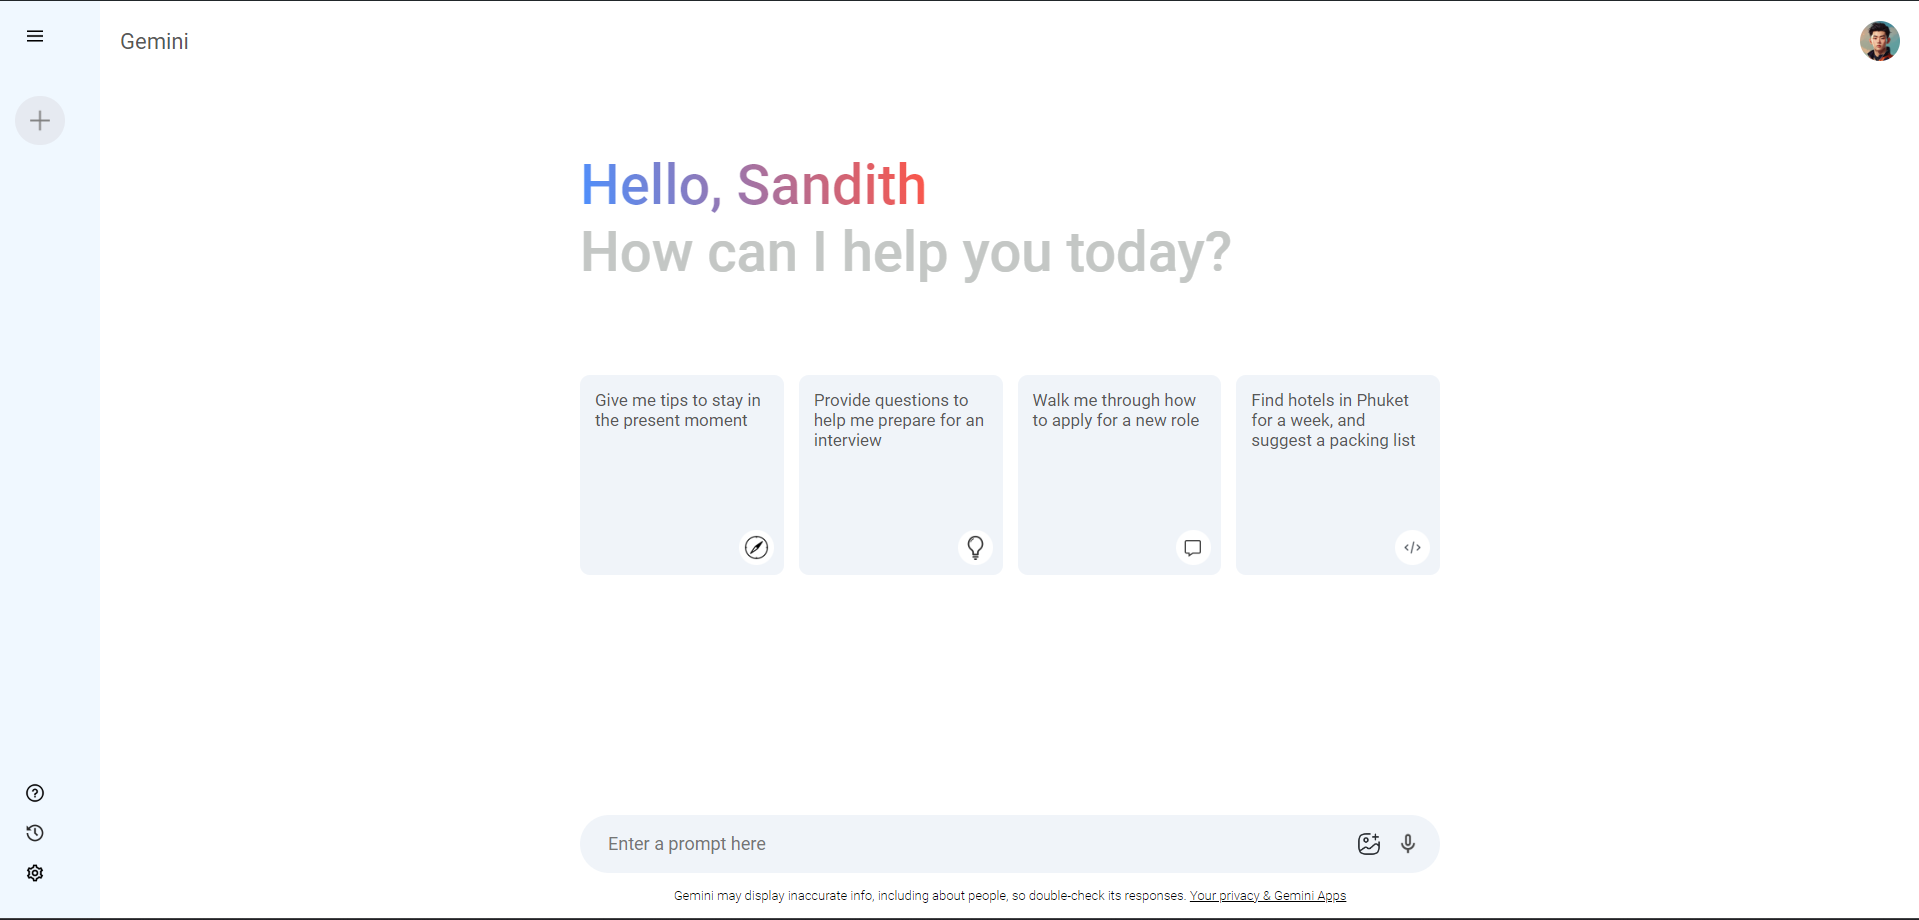 Gemini
Hello, Sandith
How can I help you today?
Give me tips to stay in
the present moment
Provide questions to
help me prepare for an
interview
Walk me through how
to apply for a new role
Find hotels in Phuket
for a week, and
suggest a packing list
Enter a prompt here
Gemini may display inaccurate info, including about people, so double-check its responses. Your privacy & Gemini Apps